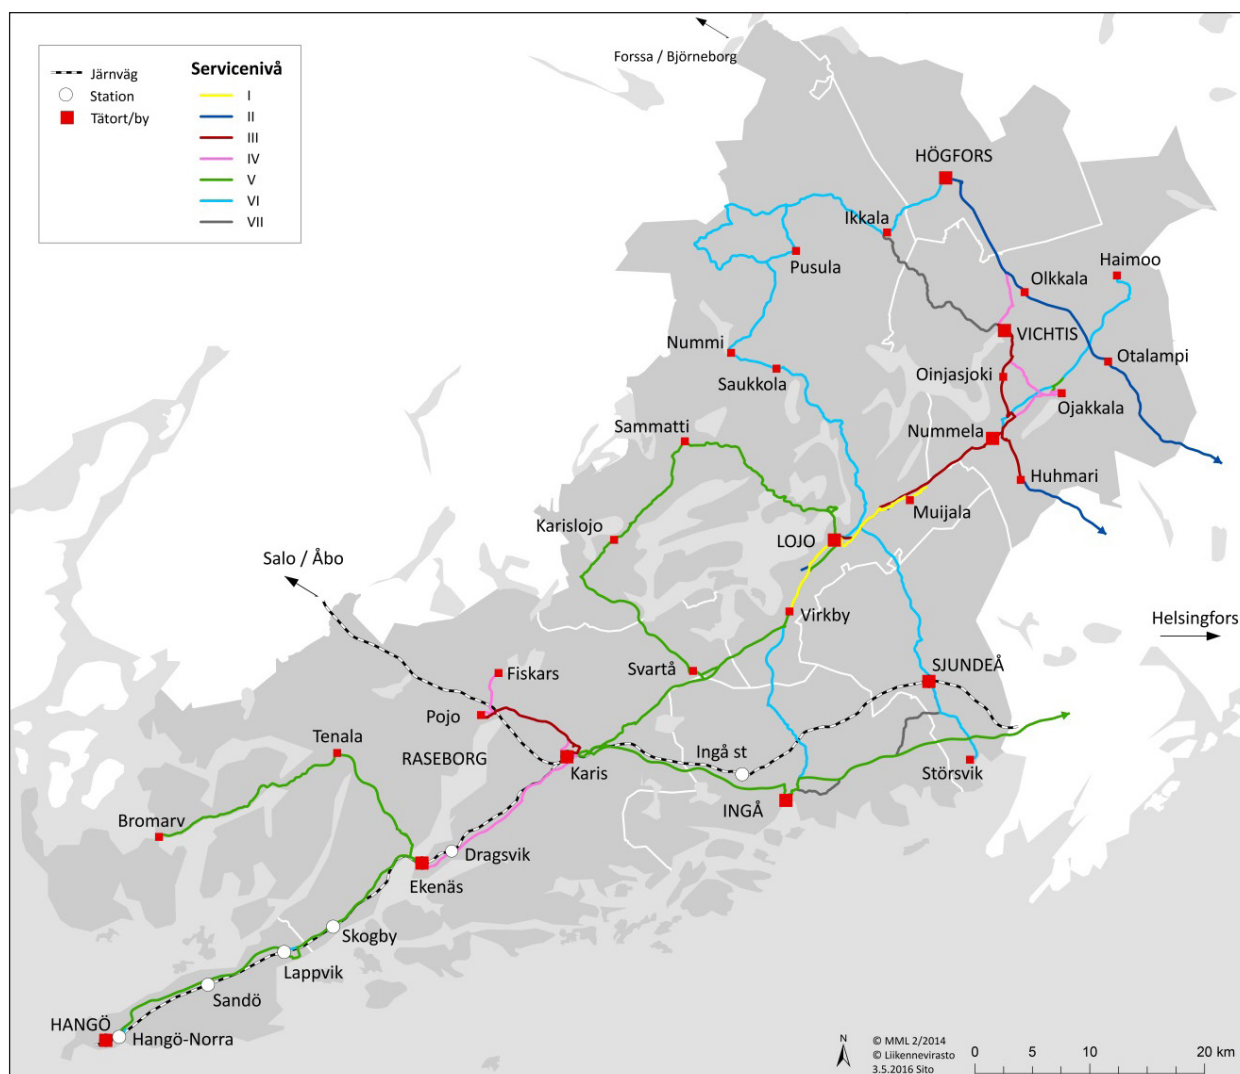 Forssa / Björneborg
Järnväg
Station
Tätort/by
Servicenivå
I
II
III
IV
V
VI
VII
HÖGFORS
Ikkala
Pusula
Haimoo
Olkkala
VICHTIS
Nummi
Saukkola
Oinjasjoki
Otalampi
Ojakkala
Sammatti
Nummela
Huhmari
Muijala
Karislojo
LOJO
Salo / Åbo
Virkby
Helsingfors
Fiskars
Svartå
SJUNDEÅ
Pojo
Tenala
RASEBORG
Karis
Ingå st
Störsvik
Bromarv
INGÅ
Dragsvik
Ekenäs
Skogby
Lappvik
Sandö
HANGÖ
Hangö-Norra
N
© MML 2/2014
© Liikennevirasto
3.5.2016 Sito
0 5 10 20 km